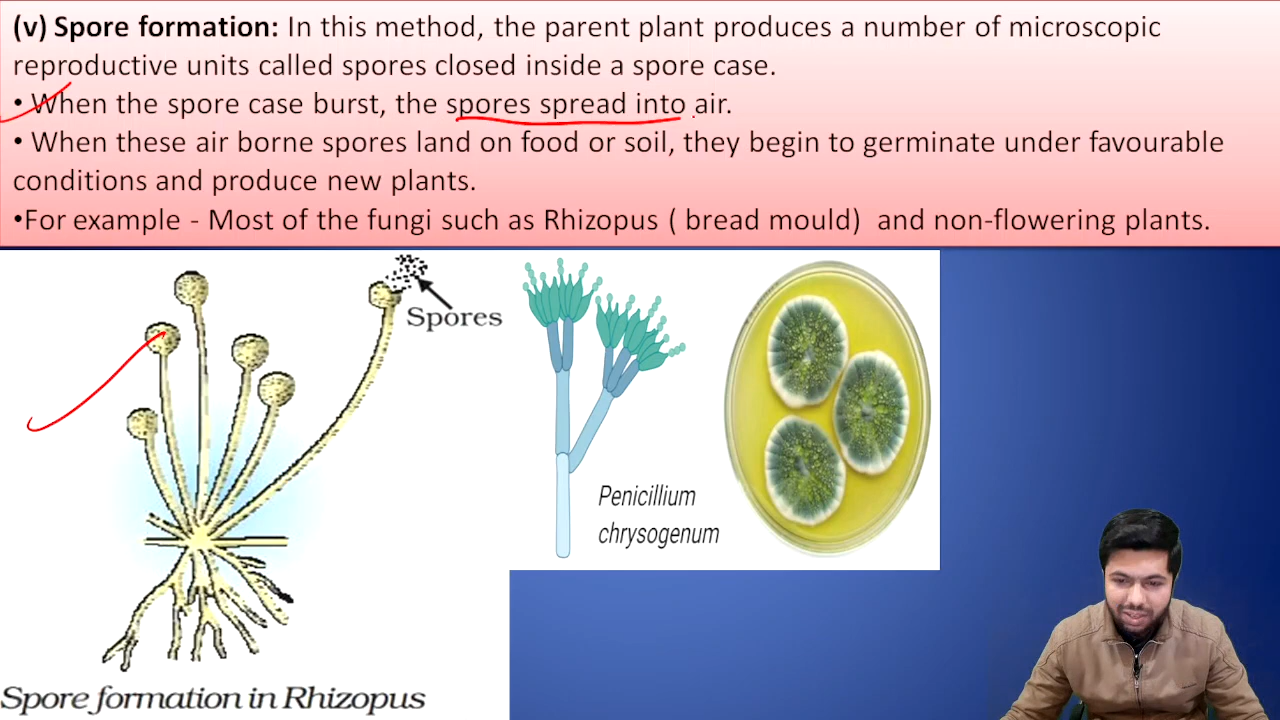 (v) Spore formation: In this method, the parent plant produces a number of microscopic
reproductive units called spores closed inside a spore case.
• When the spore case burst, the spores spread into air.
• When these air borne spores land on food or soil, they begin to germinate under favourable
conditions and produce new plants.
•For example - Most of the fungi such as Rhizopus ( bread mould)  and non-flowering plants.
Spores
Penicillium
chrysogenum
Spore formation in Rhizopus